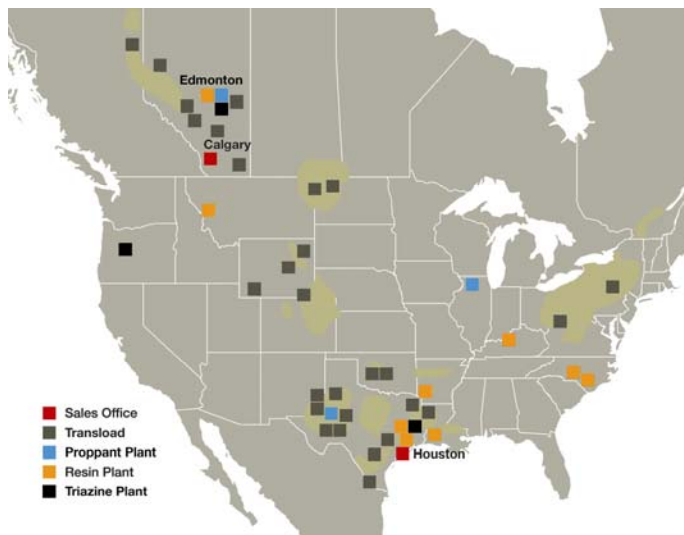 Edmonton
Calgary
Sales Office
Transload
Proppant Plant
Resin Plant
Triazine Plant
Houston